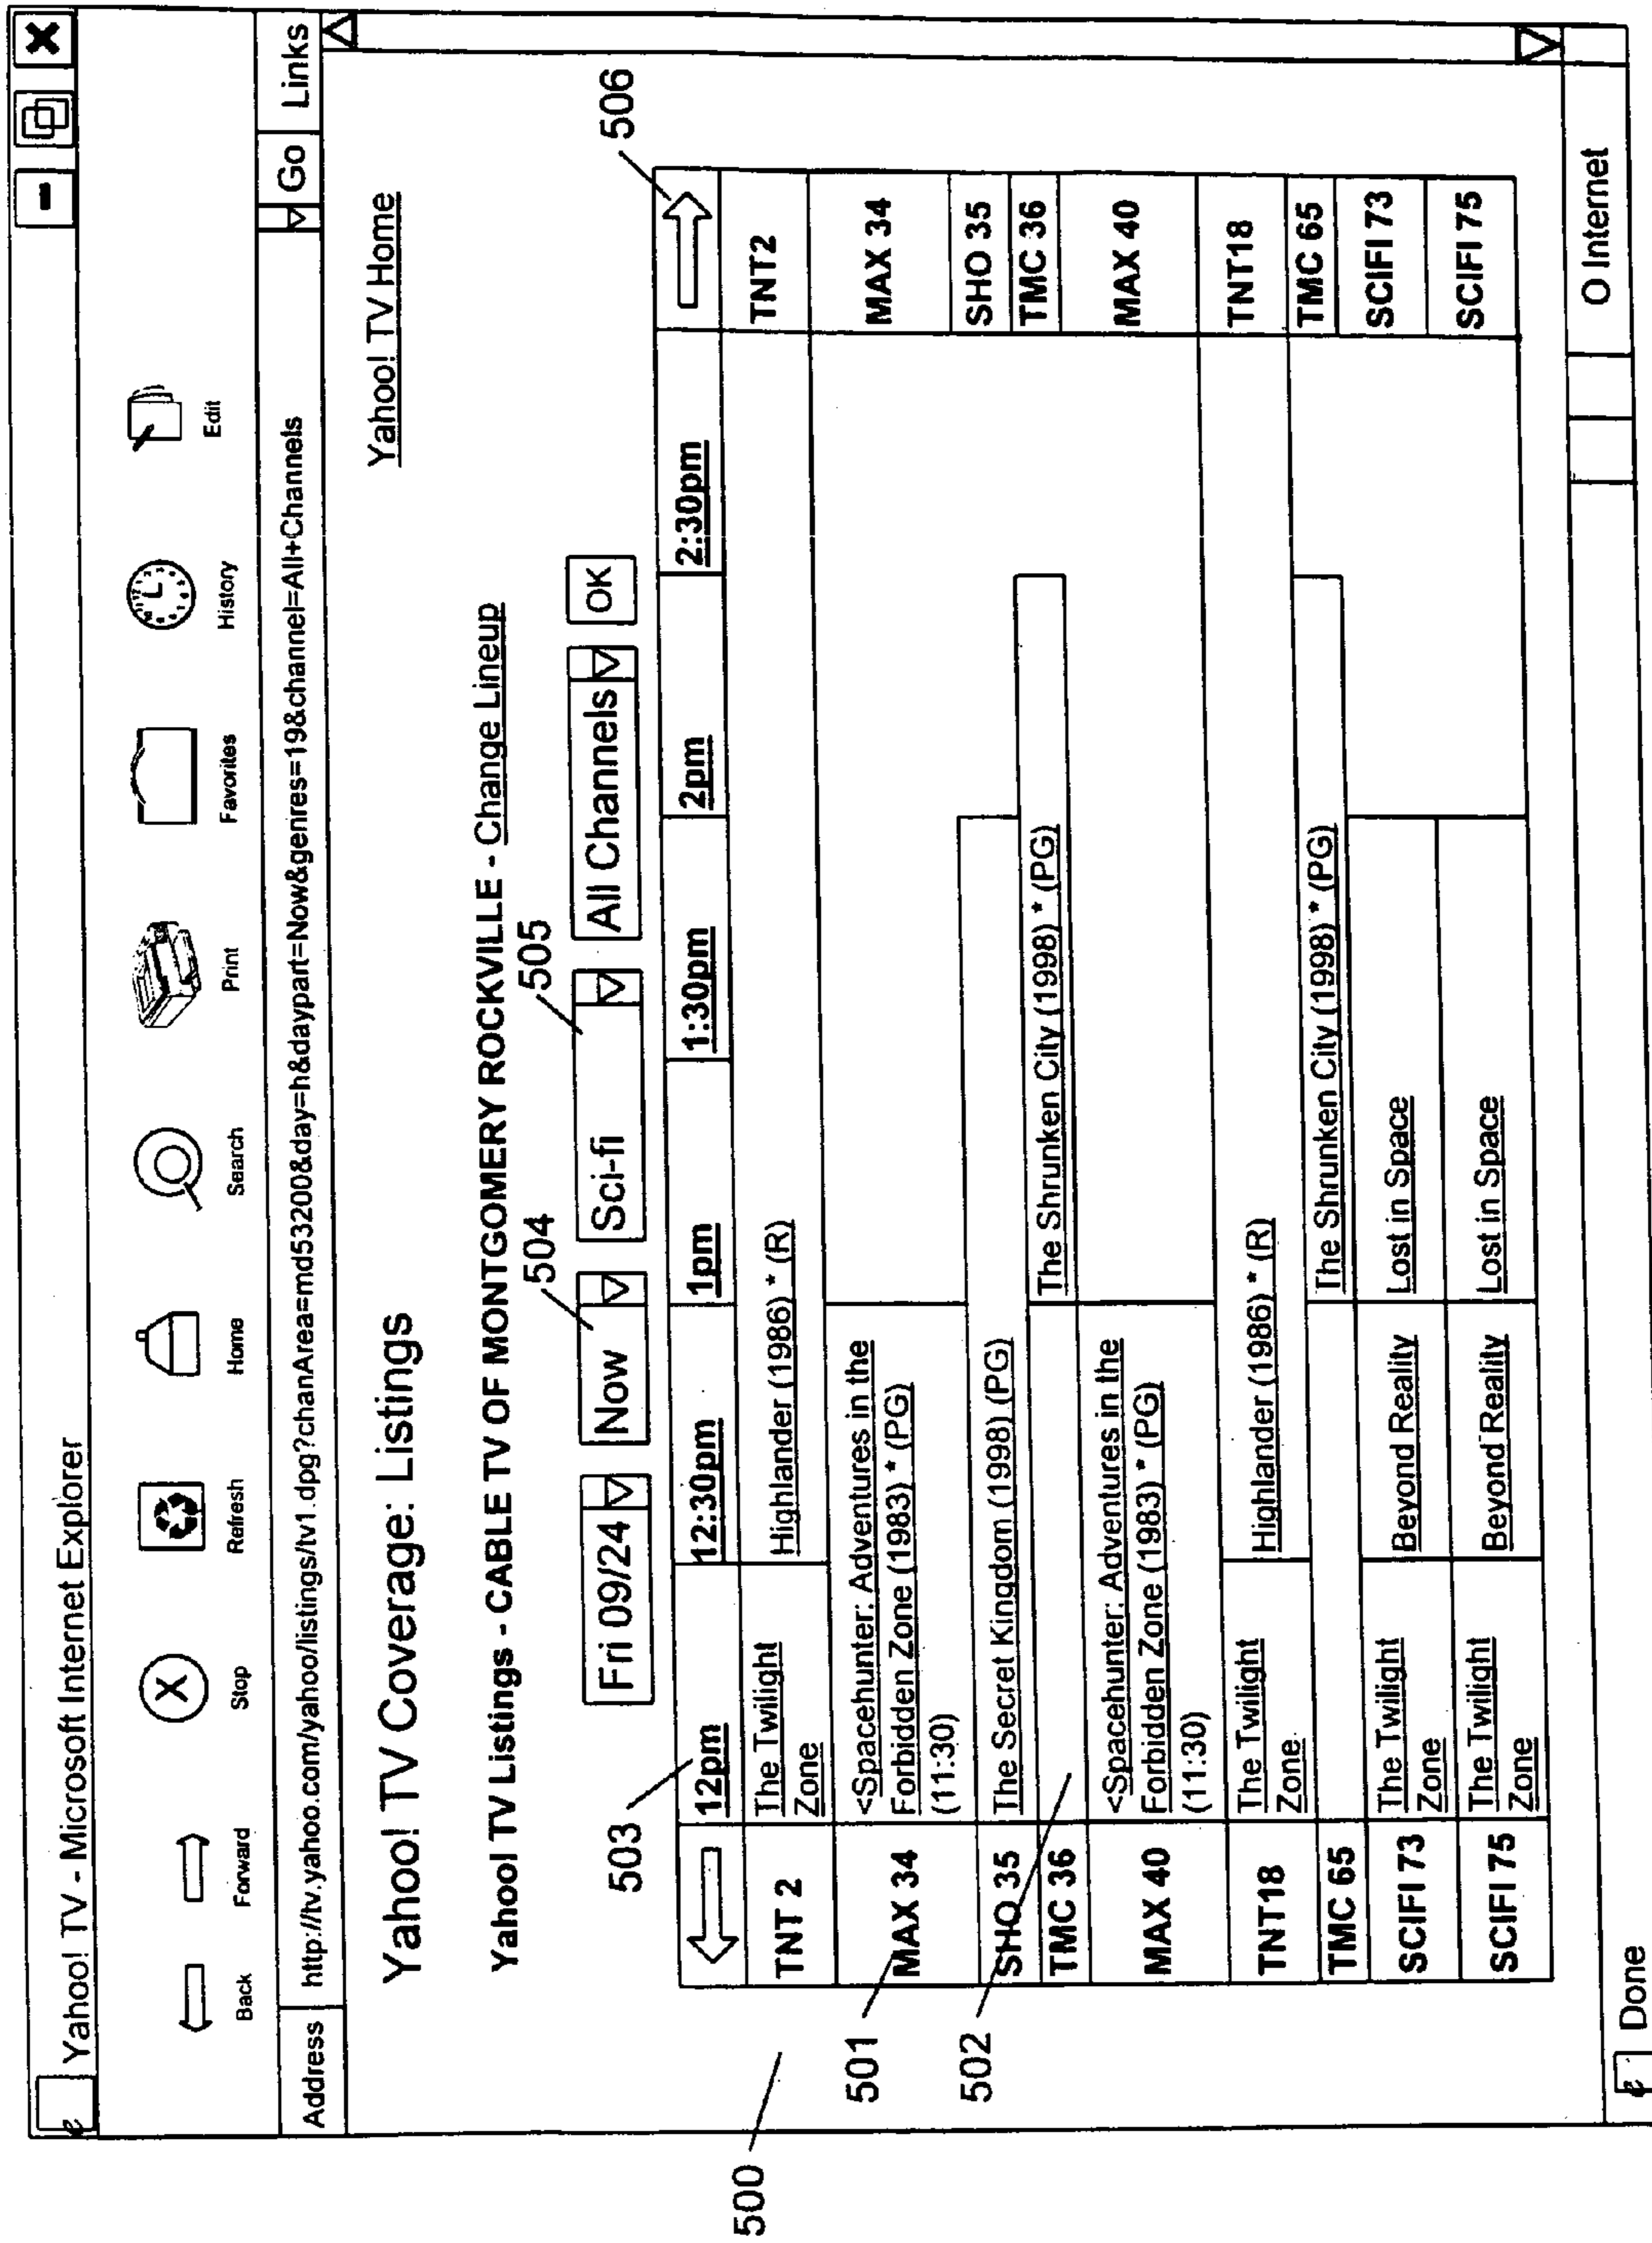 Yahoo! TV - Microsoft Internet Explorer
Back Forward Stop Refresh Home Search Print Favorites History Edit
Address http://tv.yahoo.com/yahoo/listings/tv1.dpg?chanArea=md53200&day=h&daypart=Now&genres=19&channel=All+Channels Go Links
Yahoo! TV Coverage: Listings
Yahoo! TV Home
Yahool TV Listings - CABLE TV OF MONTGOMERY ROCKVILLE - Change Lineup
504
505
Fri 09/24 Now Sci-fi All Channels OK
503
506
12pm 12:30pm 1pm 1:30pm 2pm 2:30pm
500
TNT 2 The Twilight Highlander (1986) * (R) TNT2
Zone
501
MAX 34 <Spacehunter: Adventures in the MAX 34
Forbidden Zone (1983) * (PG)
(11:30)
502
SHO 35 The Secret Kingdom (1998) (PG) SHO 35
TMC 36 The Shrunken City (1998) * (PG) TMC 36
MAX 40 <Spacehunter: Adventures in the MAX 40
Forbidden Zone (1983) * (PG)
(11:30)
TNT18 The Twilight Highlander (1986) * (R) TNT18
Zone
TMC 65 The Shrunken City (1998) * (PG) TMC 65
SCIFI 73 The Twilight Beyond Reality Lost in Space SCIFI 73
Zone
SCIFI 75 The Twilight Beyond Reality Lost in Space SCIFI 75
Zone
Done O Internet